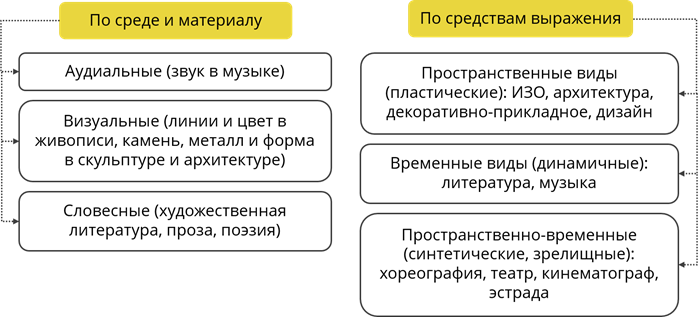 По среде и материалу
Аудиальные (звук в музыке)
Визуальные (линии и цвет в
живописи, камень, металл и форма
в скульптуре и архитектуре)
Словесные (художественная
литература, проза, поэзия)
По средствам выражения
Пространственные виды
(пластические): ИЗО, архитектура,
декоративно-прикладное, дизайн
Временные виды (динамичные):
литература, музыка
Пространственно-временные
(синтетические, зрелищные):
хореография, театр, кинематограф,
эстрада